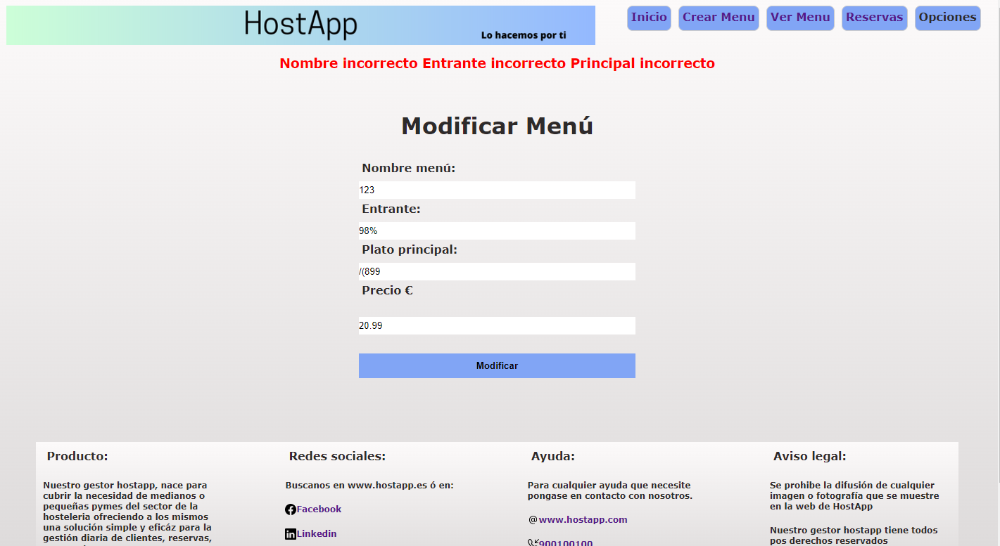 HostApp
Lo hacemos por ti
Inicio Crear Menu Ver Menu Reservas Opciones
Nombre incorrecto Entrante incorrecto Principal incorrecto
Modificar Menú
Nombre menú:
123
Entrante:
98%
Plato principal:
/(899
Precio €
20.99
Modificar
Producto:
Nuestro gestor hostapp, nace para
cubrir la necesidad de medianos o
pequeñas pymes del sector de la
hosteleria ofreciendo a los mismos
una solución simple y eficáz para la
gestión diaria de clientes, reservas,
Redes sociales:
Buscanos en www.hostapp.es ó en:
Facebook
Linkedin
Ayuda:
Para cualquier ayuda que necesite
pongase en contacto con nosotros.
@www.hostapp.com
900100100
Aviso legal:
Se prohibe la difusión de cualquier
imagen o fotografía que se muestre
en la web de HostApp
Nuestro gestor hostapp tiene todos
pos derechos reservados